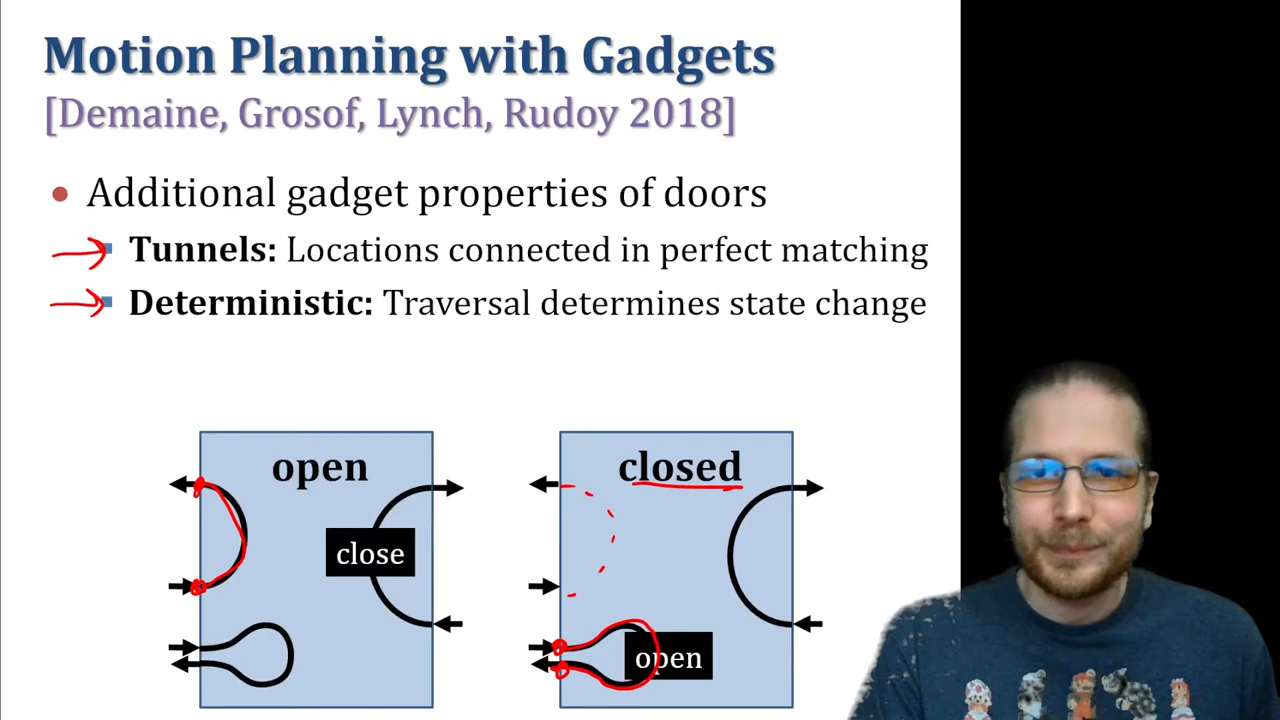 Motion Planning with Gadgets
[Demaine, Grosof, Lynch, Rudoy 2018]
• Additional gadget properties of doors
Tunnels: Locations connected in perfect matching
Deterministic: Traversal determines state change
open
close
closed
open